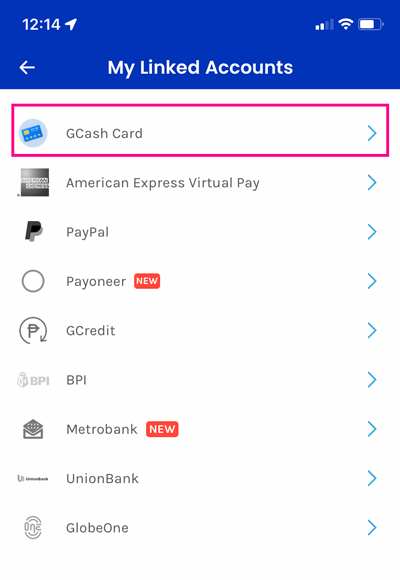 12:14
My Linked Accounts
GCash Card
AMERICAN EXPRESS
American Express Virtual Pay
PayPal
Payoneer NEW
GCredit
BPI BPI
Metrobank NEW
UnionBank UnionBank
ONE GlobeOne